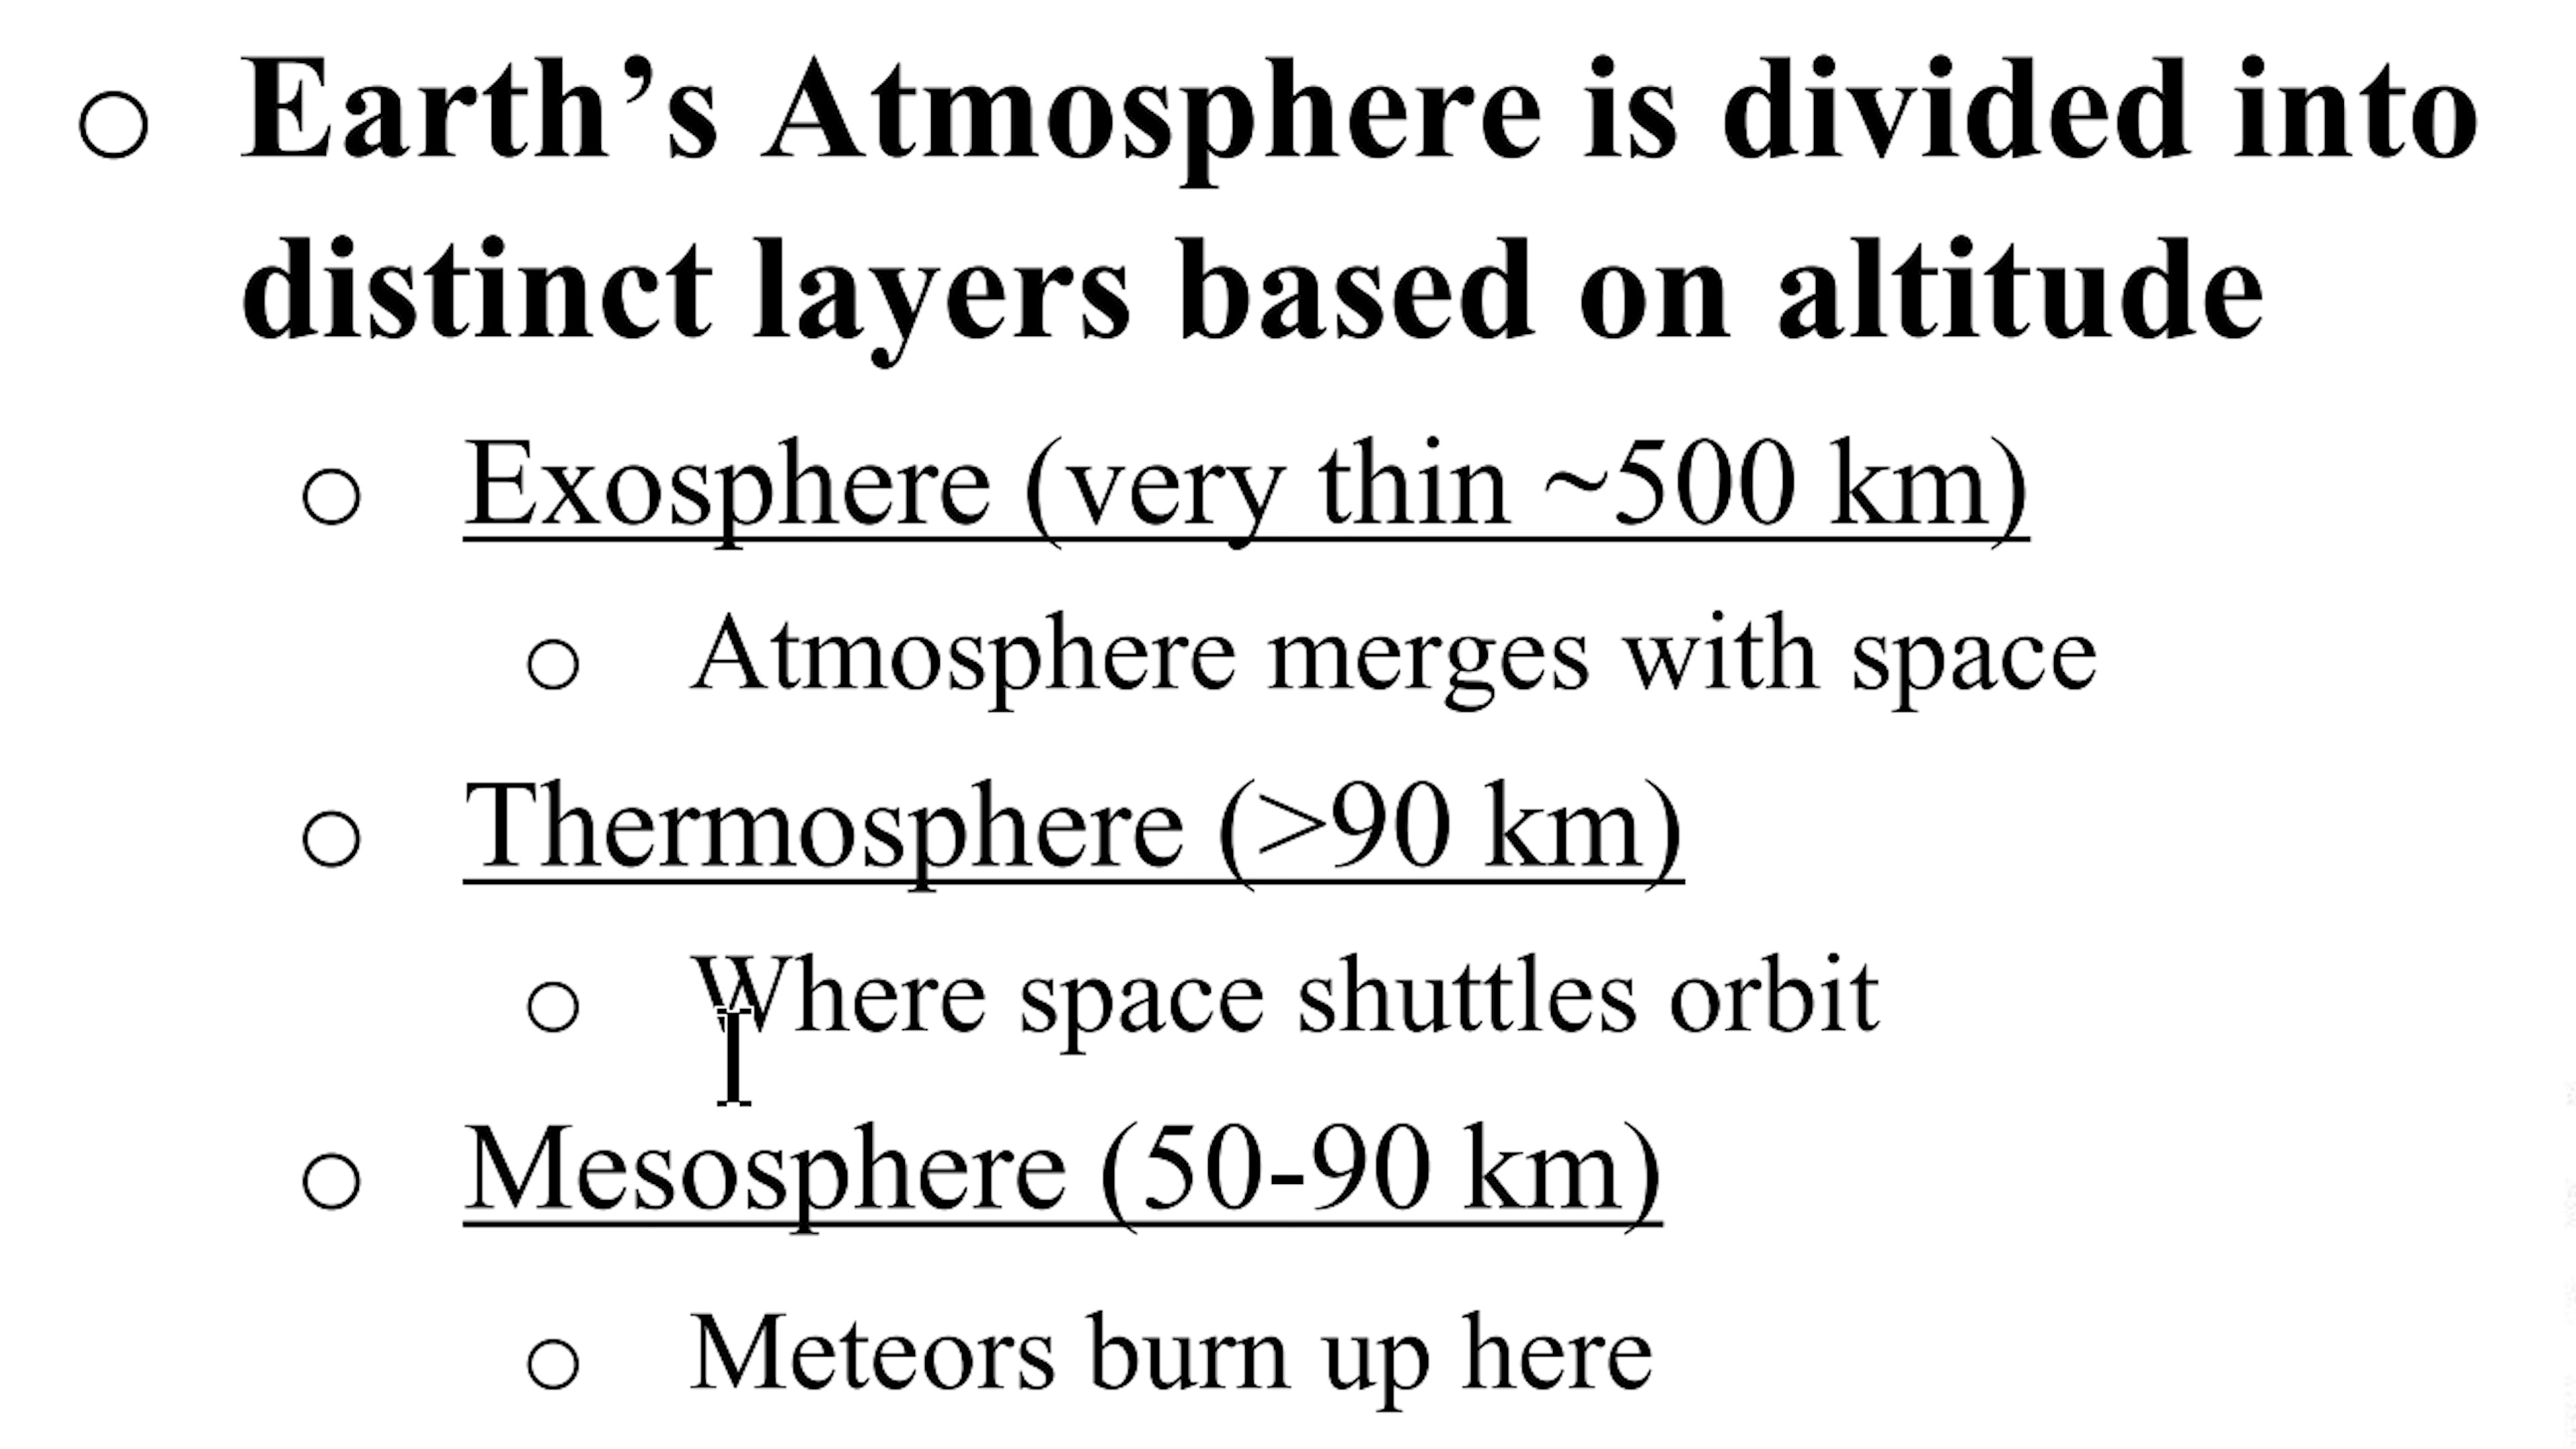 Earth’s Atmosphere is divided into
distinct layers based on altitude
Exosphere (very thin ~500 km)
Atmosphere merges with space
Thermosphere (>90 km)
Where space shuttles orbit
Mesosphere (50-90 km)
Meteors burn up here